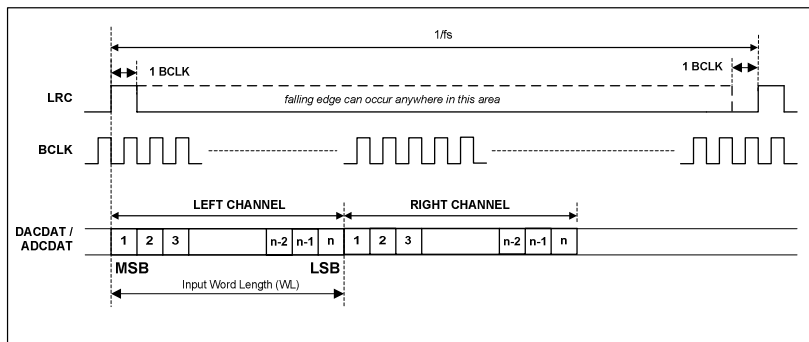 1/fs
1 BCLK
1 BCLK
LRC
falling edge can occur anywhere in this area
BCLK
LEFT CHANNEL
RIGHT CHANNEL
DACDAT /
ADCDAT
1 2 3 n-2 n-1 n 1 2 3 n-2 n-1 n
MSB LSB
Input Word Length (WL)